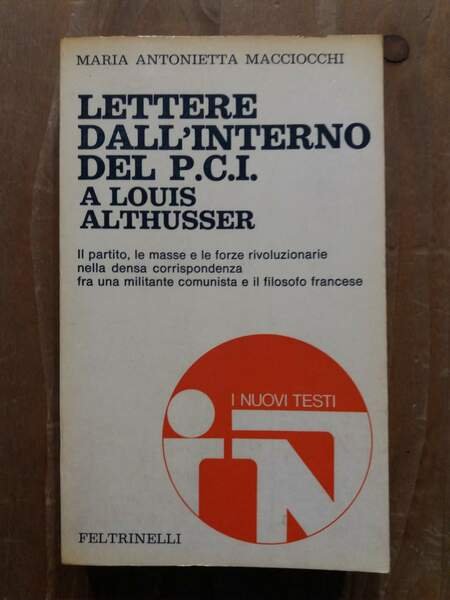 MARIA ANTONIETTA MACCIOCCHI
LETTERE
DALL'INTERNO
DEL P.C.I.
A LOUIS
ALTHUSSER
Il partito, le masse e le forze rivoluzionarie
nella densa corrispondenza
fra una militante comunista e il filosofo francese
I NUOVI TESTI
iNT
FELTRINELLI